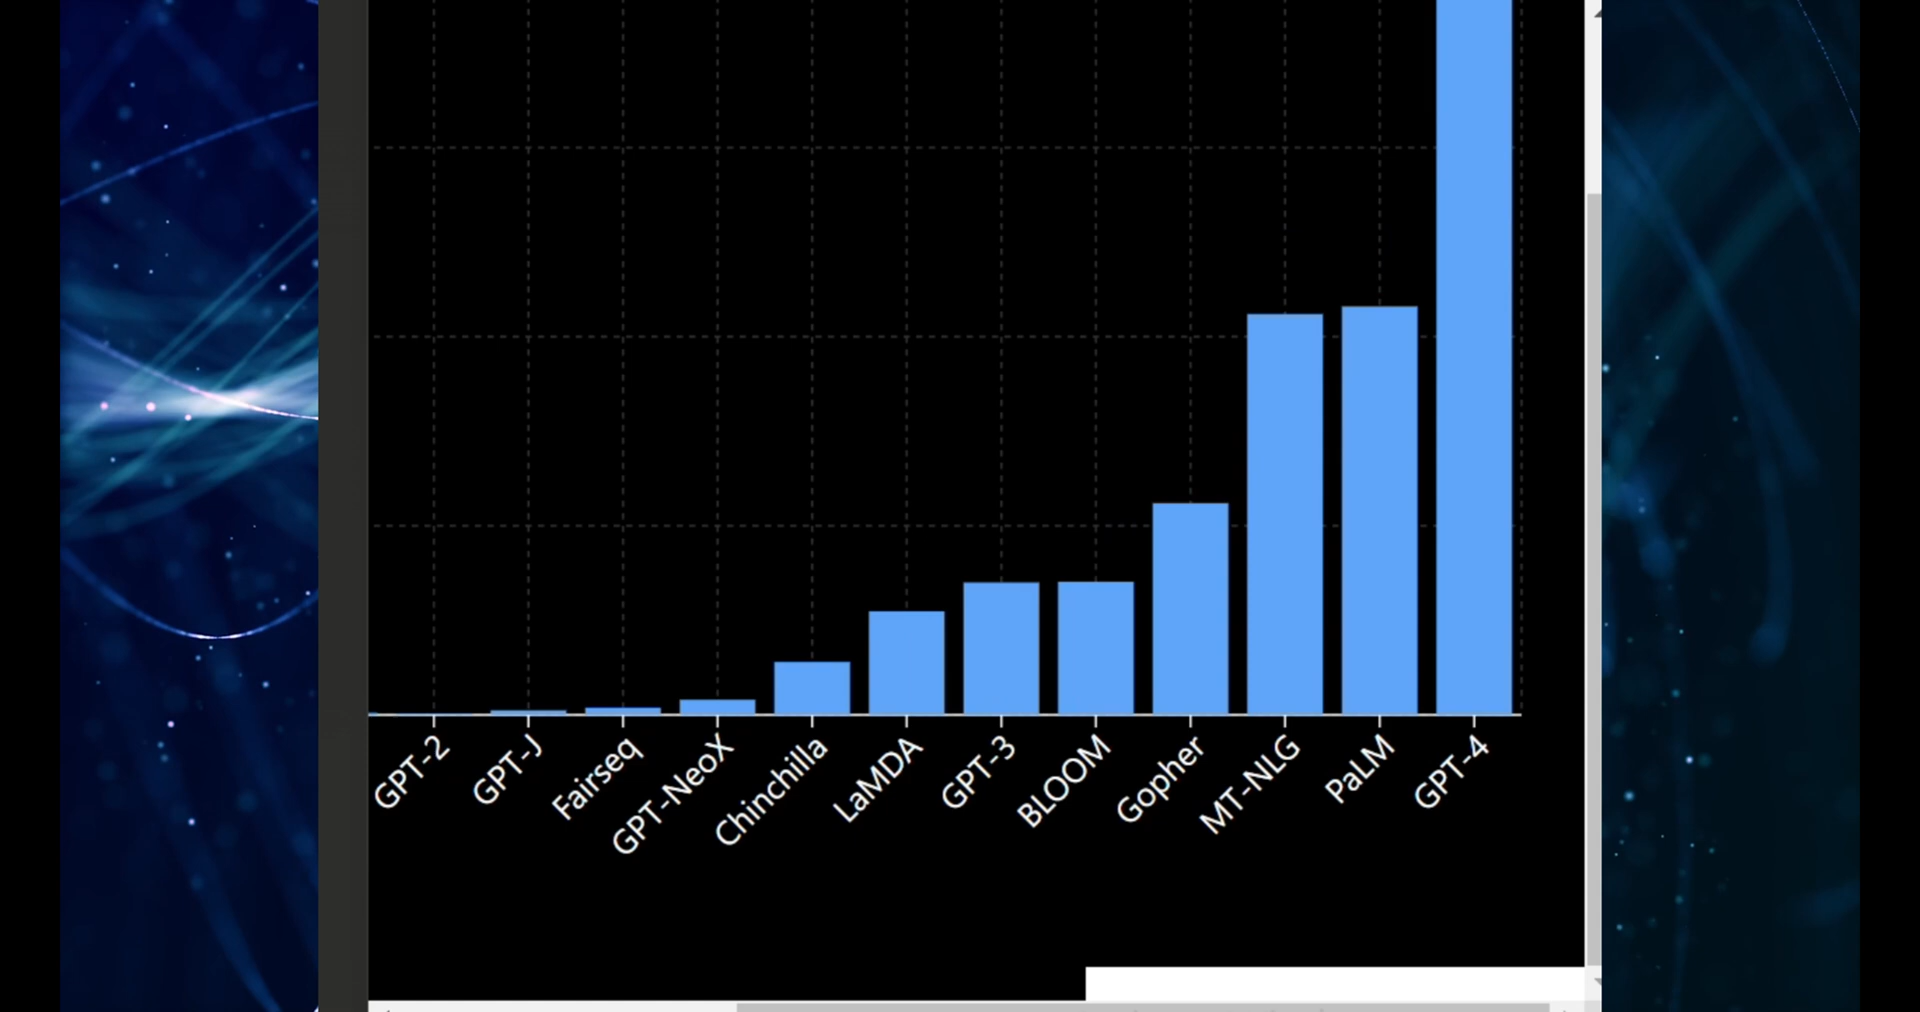 GPT-2
GPT-J
Fairseq
GPT-NeoX
Chinchilla
LaMDA
GPT-3
BLOOM
Gopher
MT-NLG
PaLM
GPT-4